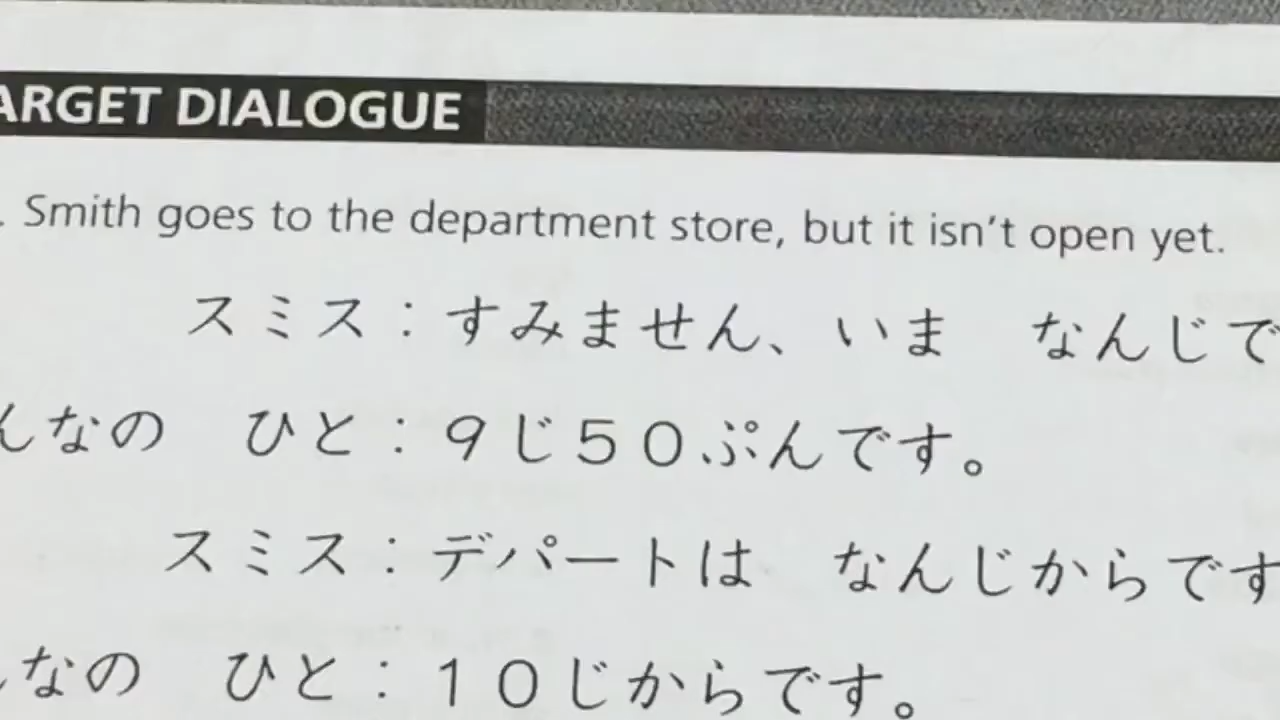 ARGET DIALOGUE
. Smith goes to the department store, but it isn't open yet.
スミス：すみません、いま　なんじで
んなの　ひと：９じ５０ぷんです。
スミス：デパートは　なんじからです
なの　ひと：１０じからです。